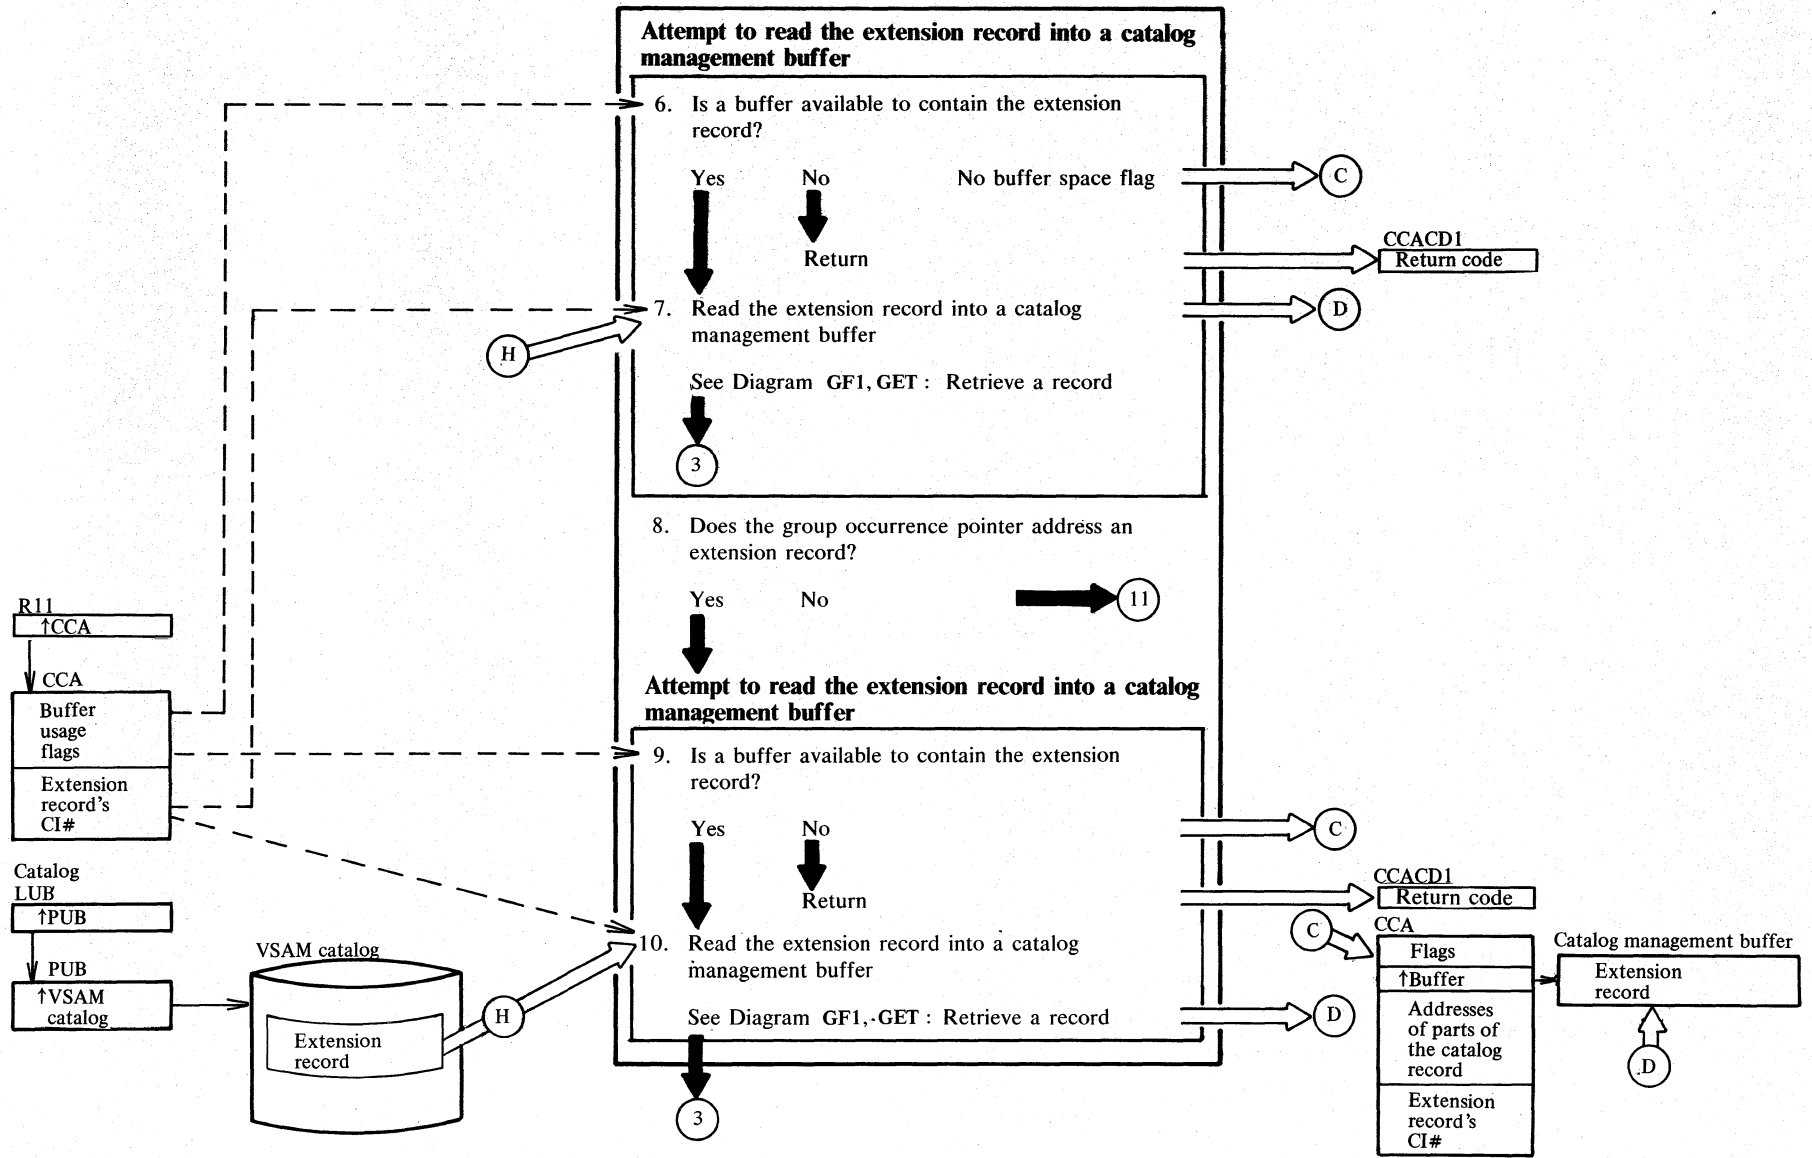 Attempt to read the extension record into a catalog
management buffer
6. Is a buffer available to contain the extension
record?
Yes No No buffer space flag
C
Return
CCACD1
Return code
7. Read the extension record into a catalog
management buffer
D
H
See Diagram GF1, GET : Retrieve a record
3
8. Does the group occurrence pointer address an
extension record?
Yes No
11
R11
↑CCA
CCA
Buffer
usage
flags
Extension
record's
CI#
Attempt to read the extension record into a catalog
management buffer
9. Is a buffer available to contain the extension
record?
Yes No
C
Return
CCACD1
Return code
10. Read the extension record into a catalog
management buffer
See Diagram GF1, GET : Retrieve a record
D
3
Catalog
LUB
↑PUB
PUB
↑VSAM
catalog
VSAM catalog
Extension
record
H
C
CCA
Flags
↑Buffer
Addresses
of parts of
the catalog
record
Extension
record's
CI#
Catalog management buffer
Extension
record
D